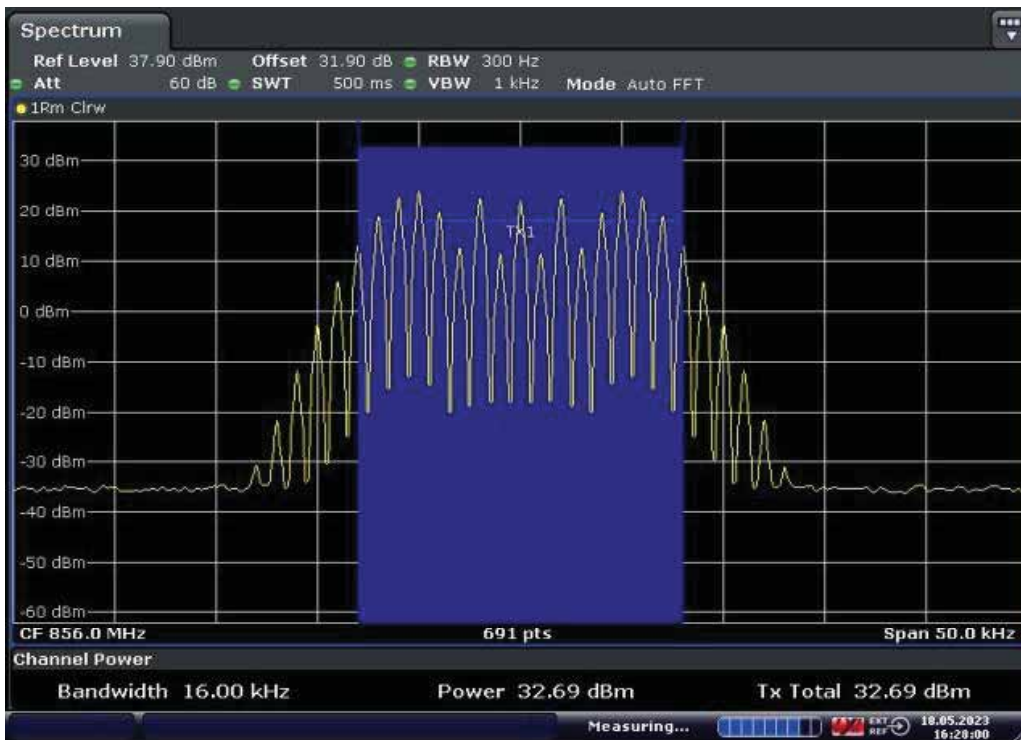 Spectrum
Ref Level 37.90 dBm Offset 31.90 dB RBW 300 Hz
Att 60 dB SWT 500 ms VBW 1 kHz Mode Auto FFT
1Rm Clrw
30 dBm
20 dBm
Tx1
10 dBm
0 dBm
-10 dBm
-20 dBm
-30 dBm
-40 dBm
-50 dBm
-60 dBm
CF 856.0 MHz 691 pts Span 50.0 kHz
Channel Power
Bandwidth 16.00 kHz Power 32.69 dBm Tx Total 32.69 dBm
Measuring... EXT REF 18.05.2023
16:28:00